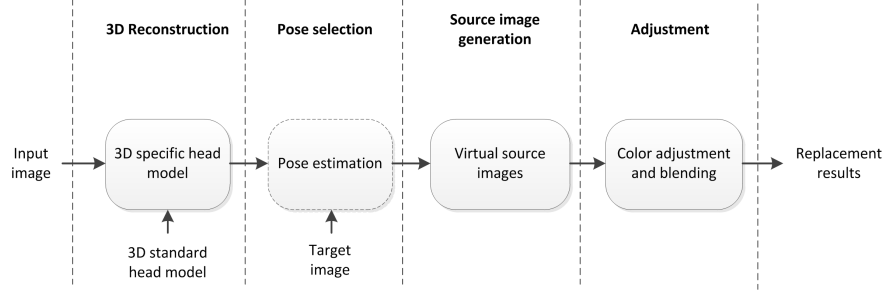 3D Reconstruction
Pose selection
Source image
generation
Adjustment
Input
image
3D specific head
model
Pose estimation
Virtual source
images
Color adjustment
and blending
Replacement
results
3D standard
head model
Target
image